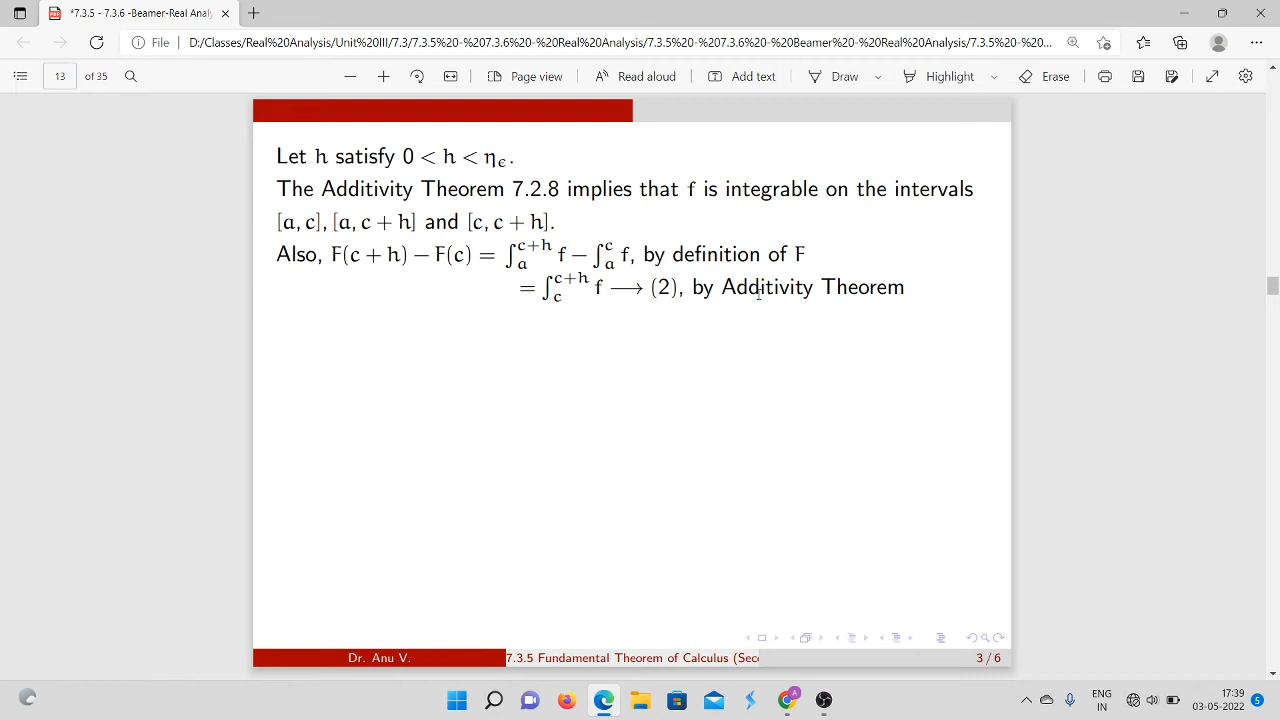 *7.3.5 - 7.3.6 -Beamer-Real Analy
File D:/Classes/Real%20Analysis/Unit%20III/7.3/7.3.5%20-%207.3.6%20-%20Real%20Analysis/7.3.5%20-%207.3.6%20-%20Beamer%20-%20Real%20Analysis/7.3.5%20-%20...
13 of 35 Page view Read aloud Add text Draw Highlight Erase
Let h satisfy 0 < h < η_ϵ.
The Additivity Theorem 7.2.8 implies that f is integrable on the intervals
[a, c], [a, c + h] and [c, c + h].
Also, F(c + h) − F(c) = ∫_a^{c+h} f − ∫_a^c f, by definition of F
= ∫_c^{c+h} f ⟶ (2), by Additivity Theorem
Dr. Anu V. 7.3.5 Fundamental Theorem of Calculus (Seco 3 / 6
ENG 17:39
IN 03-05-2022 5